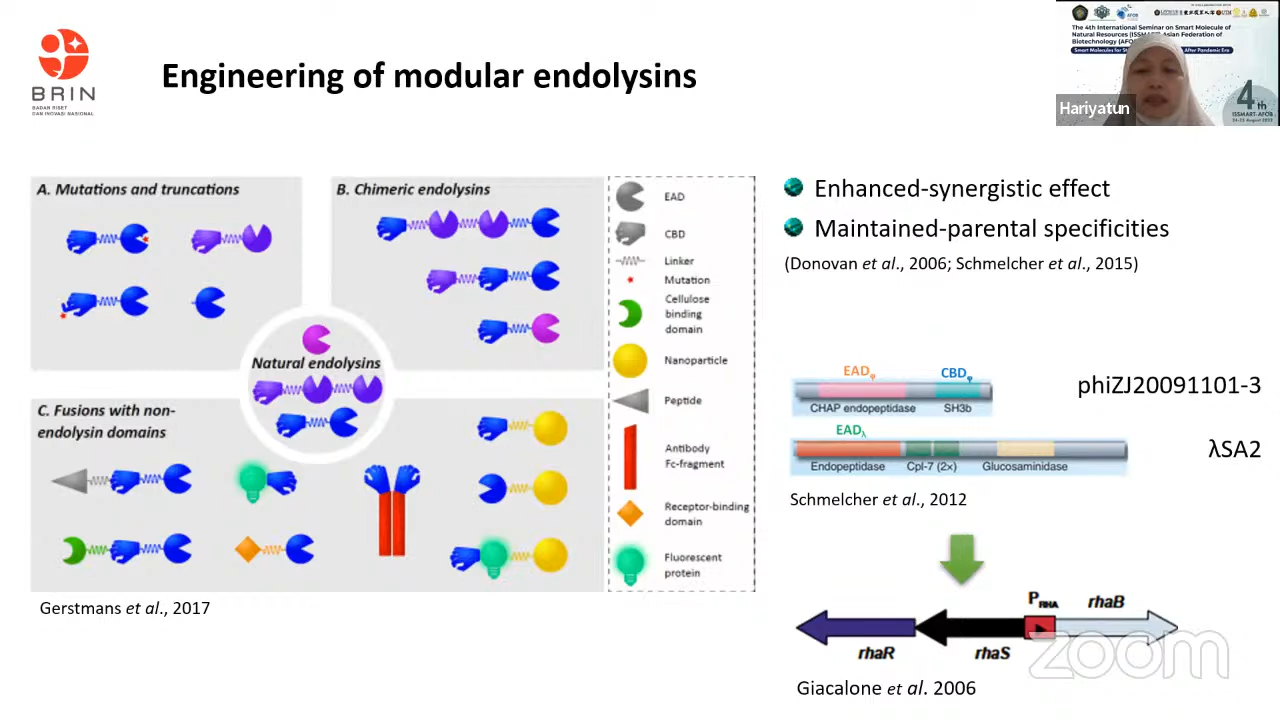 BRIN
BADAN RISET
DAN INOVASI NASIONAL
Engineering of modular endolysins
The 4th International Seminar on Smart Molecule of
Natural Resources (ISSMART)
Asian Federation of
Biotechnology (AFOB
Smart Molecules for
After Pandemic Era
4th
ISSMART-AFOB
Hariyatun
A. Mutations and truncations
B. Chimeric endolysins
Natural endolysins
C. Fusions with non-
endolysin domains
EAD
CBD
Linker
Mutation
Cellulose
binding
domain
Nanoparticle
Peptide
Antibody
Fc-fragment
Receptor-binding
domain
Fluorescent
protein
Gerstmans et al., 2017
Enhanced-synergistic effect
Maintained-parental specificities
(Donovan et al., 2006; Schmelcher et al., 2015)
EADφ CBDφ
phiZJ20091101-3
CHAP endopeptidase SH3b
EADλ
λSA2
Endopeptidase Cpl-7 (2x) Glucosaminidase
Schmelcher et al., 2012
PRHA rhaB
rhaR rhaS
zoom
Giacalone et al. 2006